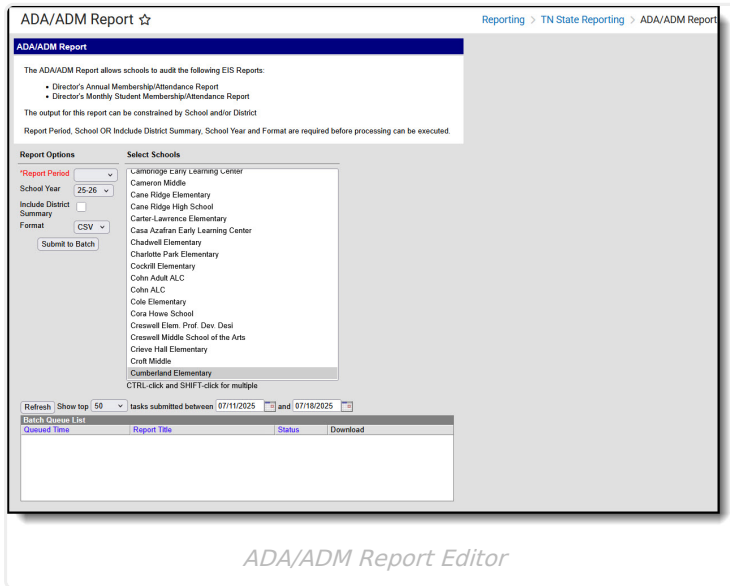 ADA/ADM Report ☆
Reporting > TN State Reporting > ADA/ADM Report
ADA/ADM Report
The ADA/ADM Report allows schools to audit the following EIS Reports:
• Director's Annual Membership/Attendance Report
• Director's Monthly Student Membership/Attendance Report
The output for this report can be constrained by School and/or District
Report Period, School OR Indclude District Summary, School Year and Format are required before processing can be executed.
Report Options
Select Schools
*Report Period
School Year 25-26
Include District
Summary
Format CSV
Submit to Batch
Cambridge Early Learning Center
Cameron Middle
Cane Ridge Elementary
Cane Ridge High School
Carter-Lawrence Elementary
Casa Azafran Early Learning Center
Chadwell Elementary
Charlotte Park Elementary
Cockrill Elementary
Cohn Adult ALC
Cohn ALC
Cole Elementary
Cora Howe School
Creswell Elem. Prof. Dev. Desi
Creswell Middle School of the Arts
Crieve Hall Elementary
Croft Middle
Cumberland Elementary
CTRL-click and SHIFT-click for multiple
Refresh Show top 50 tasks submitted between 07/11/2025 and 07/18/2025
Batch Queue List
Queued Time Report Title Status Download
ADA/ADM Report Editor